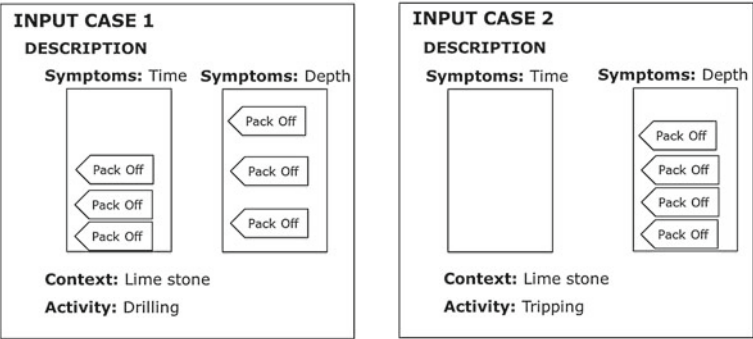 INPUT CASE 1
DESCRIPTION
Symptoms: Time Symptoms: Depth
Pack Off
Pack Off
Pack Off
Pack Off
Pack Off
Pack Off
Context: Lime stone
Activity: Drilling
INPUT CASE 2
DESCRIPTION
Symptoms: Time Symptoms: Depth
Pack Off
Pack Off
Pack Off
Pack Off
Context: Lime stone
Activity: Tripping